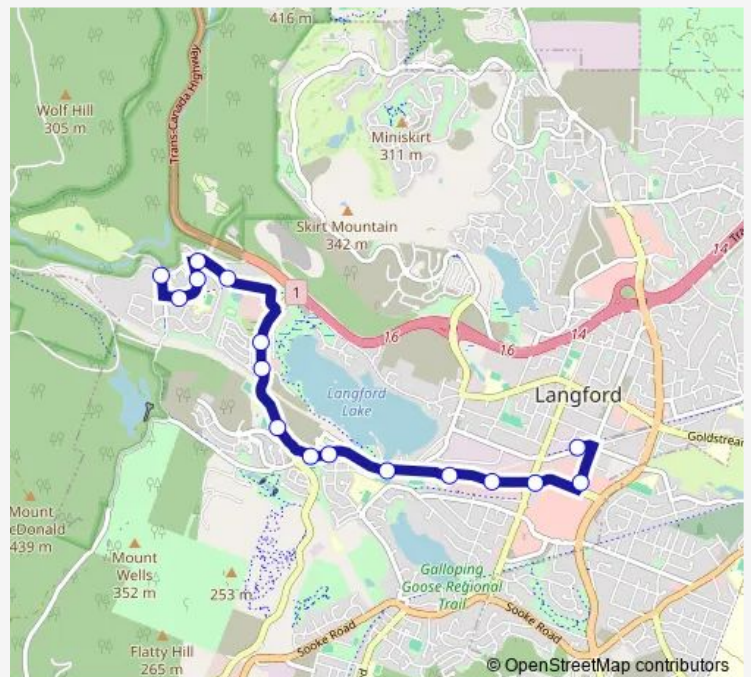 416 m
Wolf Hill
305 m
Trans-Canada Highway
Miniskirt
311 m
Skirt Mountain
342 m
14
Tra
1
16
16
14
Langford
Lake
Langford
Goldstream
Mount
cDonald
439 m
Mount
Wells
352 m
253 m
Galloping
Goose Regional
Trail
Sooke Road
Sooke Road
Flatty Hill
265 m
© OpenStreetMap contributors